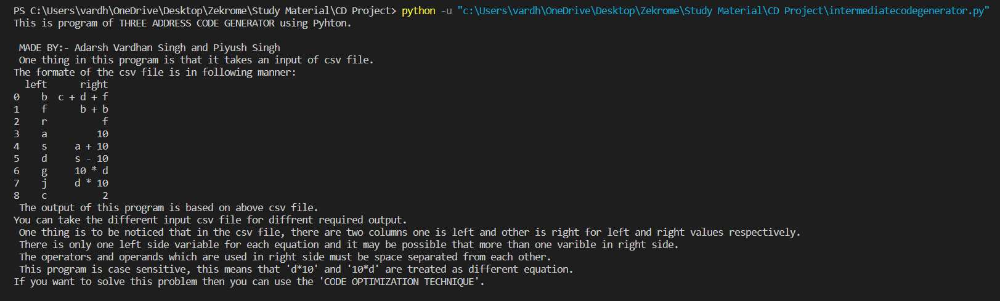 PS C:\Users\vardh\OneDrive\Desktop\Zekrome\Study Material\CD Project> python -u "c:\Users\vardh\OneDrive\Desktop\Zekrome\Study Material\CD Project\intermediatecodegenerator.py"
This is program of THREE ADDRESS CODE GENERATOR using Pyhton.
MADE BY:- Adarsh Vardhan Singh and Piyush Singh
One thing in this program is that it takes an input of csv file.
The formate of the csv file is in following manner:
left right
0 b c + d + f
1 f b + b
2 r f
3 a 10
4 s a + 10
5 d s - 10
6 g 10 * d
7 j d * 10
8 c 2
The output of this program is based on above csv file.
You can take the different input csv file for diffrent required output.
One thing is to be noticed that in the csv file, there are two columns one is left and other is right for left and right values respectively.
There is only one left side variable for each equation and it may be possible that more than one varible in right side.
The operators and operands which are used in right side must be space separated from each other.
This program is case sensitive, this means that 'd*10' and '10*d' are treated as different equation.
If you want to solve this problem then you can use the 'CODE OPTIMIZATION TECHNIQUE'.